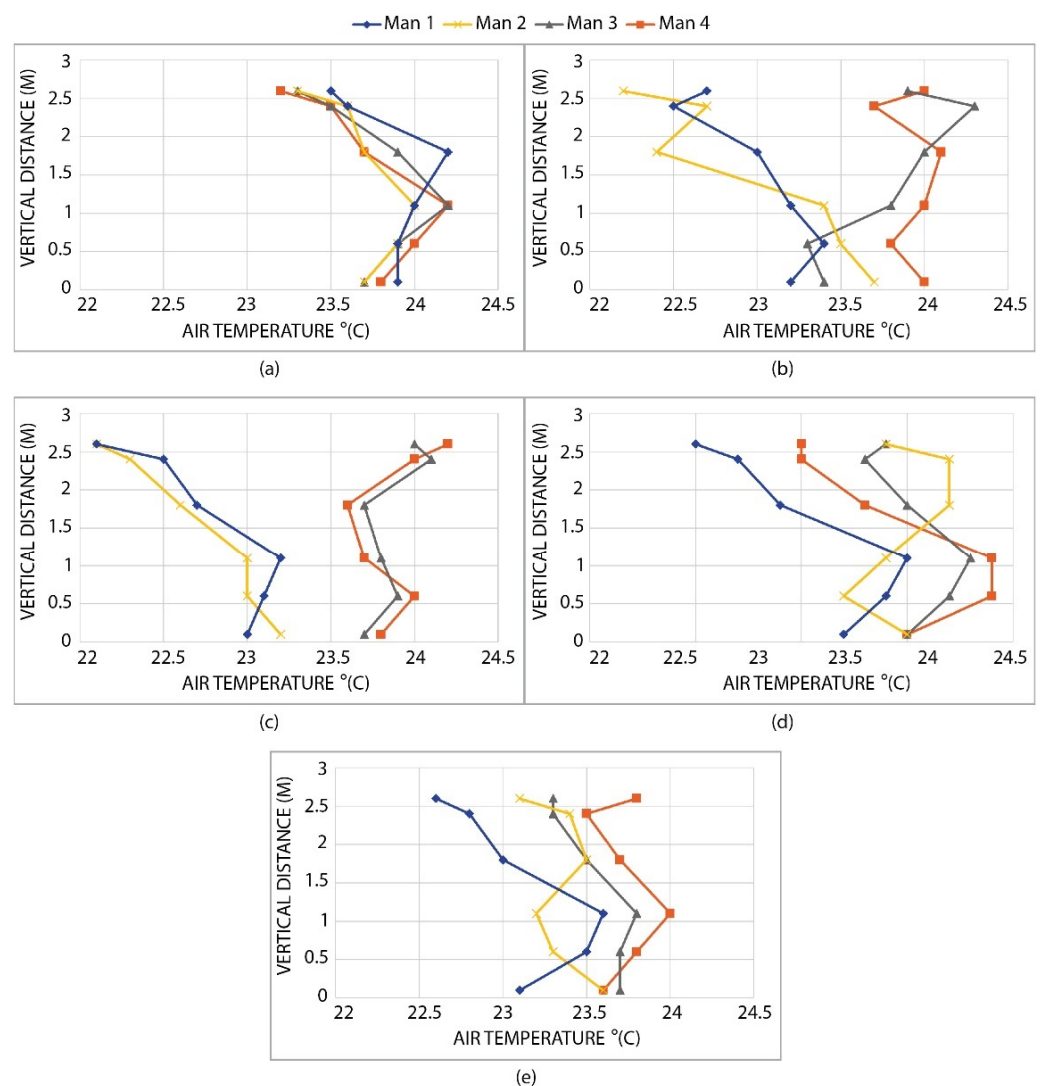 Man 1 Man 2 Man 3 Man 4
3
2.5
2
1.5
1
0.5
0
VERTICAL DISTANCE (M)
22 22.5 23 23.5 24 24.5
AIR TEMPERATURE °(C)
(a)
3
2.5
2
1.5
1
0.5
0
VERTICAL DISTANCE (M)
22 22.5 23 23.5 24 24.5
AIR TEMPERATURE °(C)
(b)
3
2.5
2
1.5
1
0.5
0
VERTICAL DISTANCE (M)
22 22.5 23 23.5 24 24.5
AIR TEMPERATURE °(C)
(c)
3
2.5
2
1.5
1
0.5
0
VERTICAL DISTANCE (M)
22 22.5 23 23.5 24 24.5
AIR TEMPERATURE °(C)
(d)
3
2.5
2
1.5
1
0.5
0
VERTICAL DISTANCE (M)
22 22.5 23 23.5 24 24.5
AIR TEMPERATURE °(C)
(e)